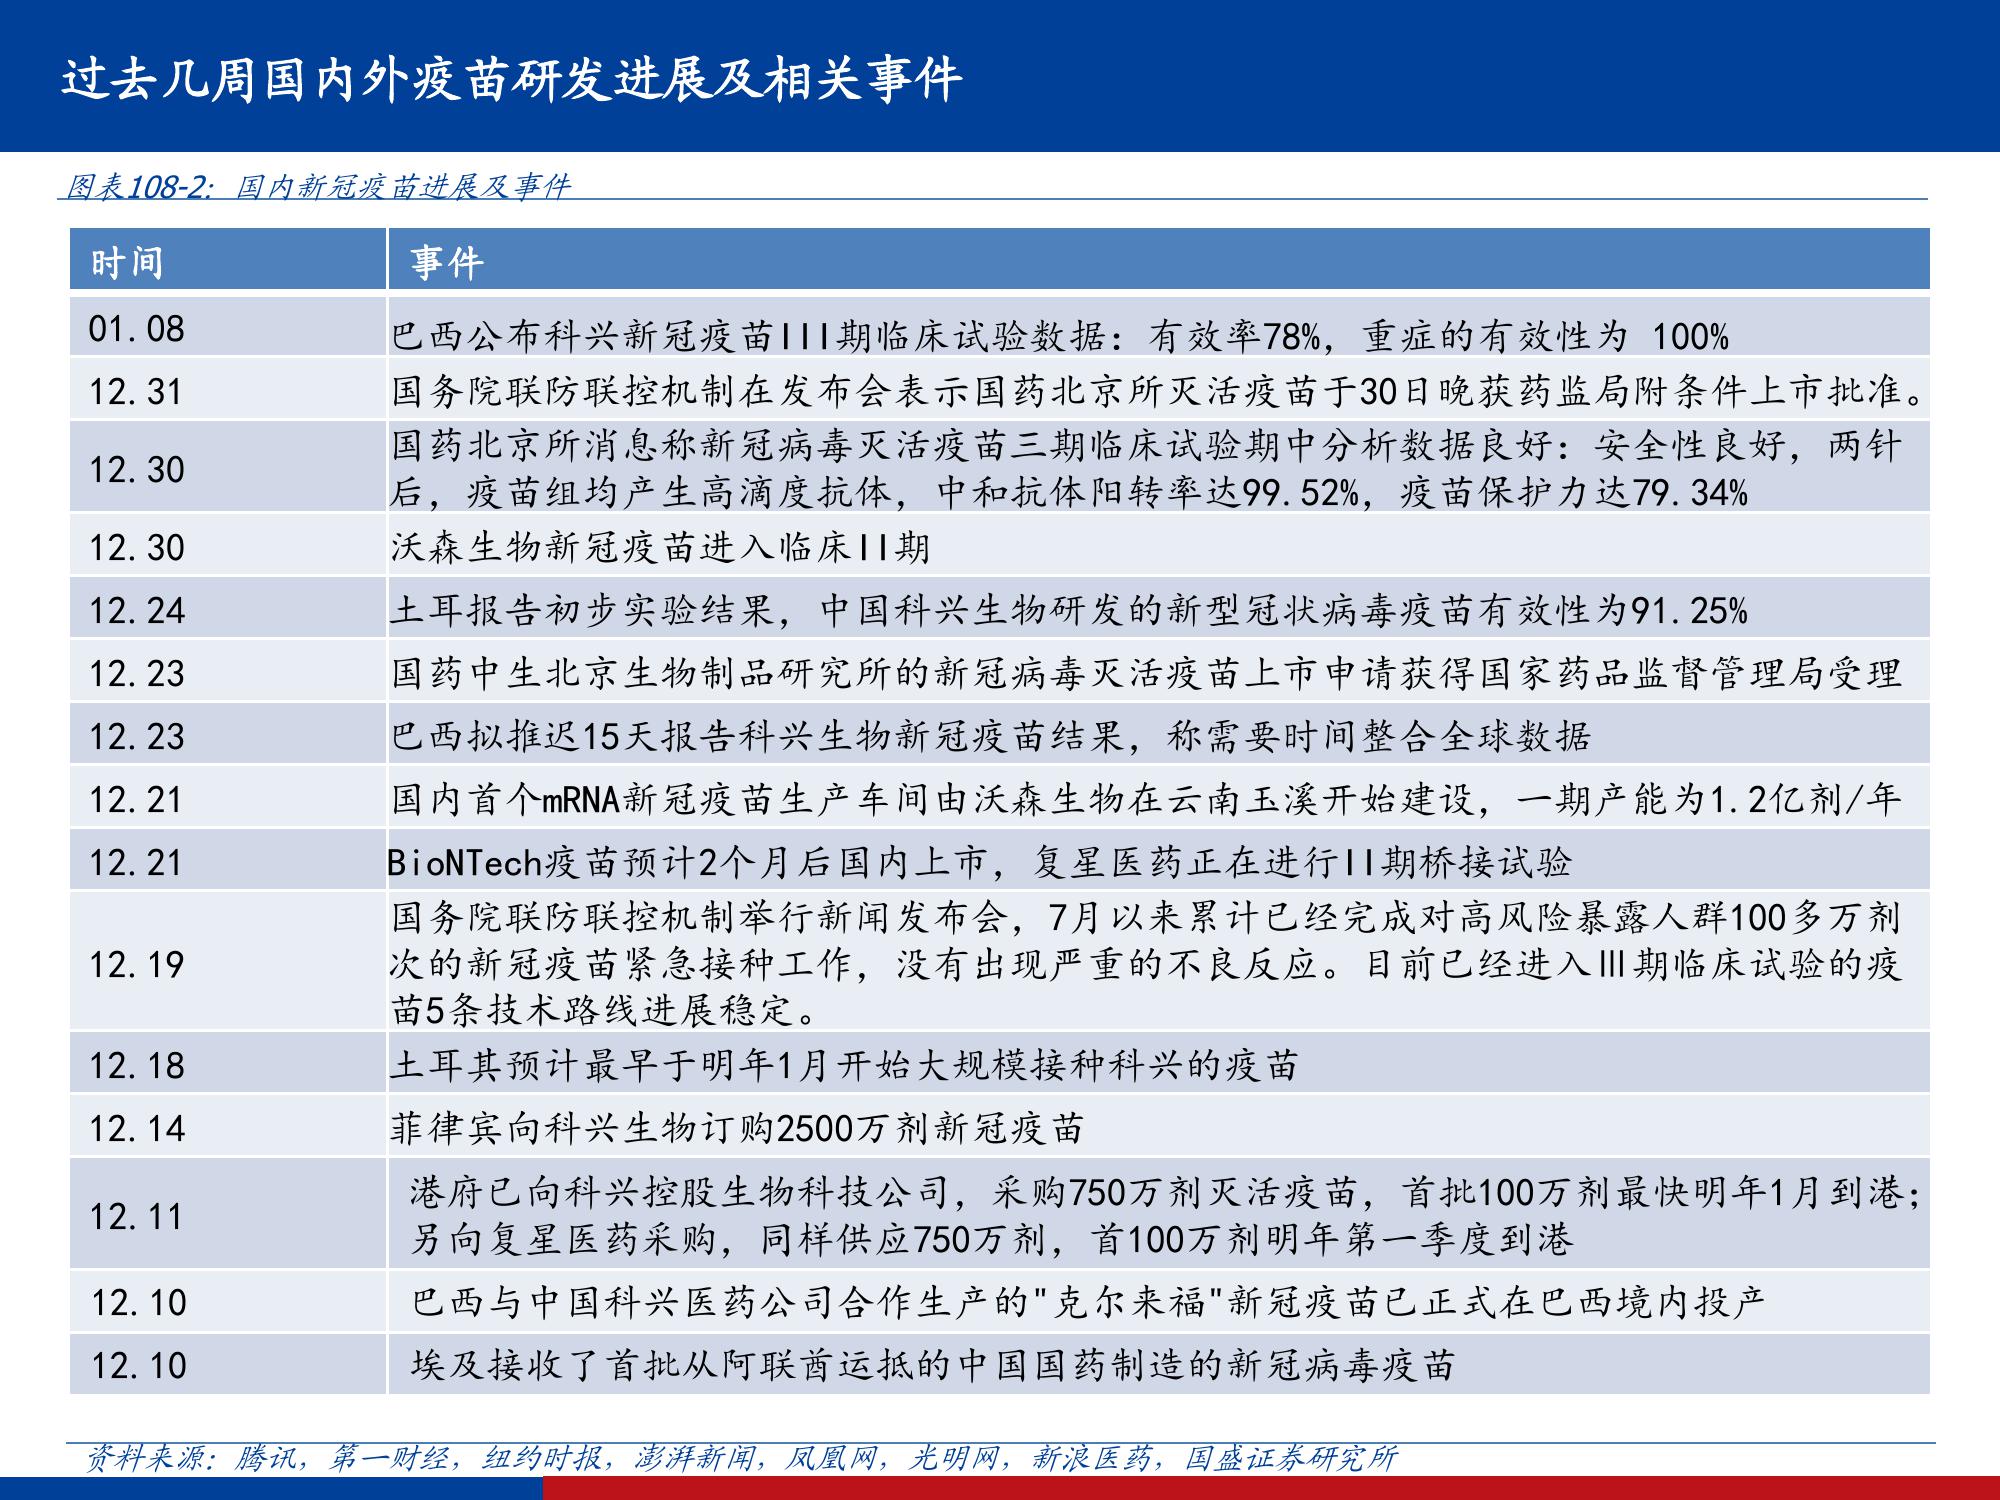 过去几周国内外疫苗研发进展及相关事件
图表108-2: 国内新冠疫苗进展及事件
时间 事件
01.08 巴西公布科兴新冠疫苗III期临床试验数据：有效率78%，重症的有效性为 100%
12.31 国务院联防联控机制在发布会表示国药北京所灭活疫苗于30日晚获药监局附条件上市批准。
12.30 国药北京所消息称新冠病毒灭活疫苗三期临床试验期中分析数据良好：安全性良好，两针
后，疫苗组均产生高滴度抗体，中和抗体阳转率达99.52%，疫苗保护力达79.34%
12.30 沃森生物新冠疫苗进入临床II期
12.24 土耳报告初步实验结果，中国科兴生物研发的新型冠状病毒疫苗有效性为91.25%
12.23 国药中生北京生物制品研究所的新冠病毒灭活疫苗上市申请获得国家药品监督管理局受理
12.23 巴西拟推迟15天报告科兴生物新冠疫苗结果，称需要时间整合全球数据
12.21 国内首个mRNA新冠疫苗生产车间由沃森生物在云南玉溪开始建设，一期产能为1.2亿剂/年
12.21 BioNTech疫苗预计2个月后国内上市，复星医药正在进行II期桥接试验
12.19 国务院联防联控机制举行新闻发布会，7月以来累计已经完成对高风险暴露人群100多万剂
次的新冠疫苗紧急接种工作，没有出现严重的不良反应。目前已经进入Ⅲ期临床试验的疫
苗5条技术路线进展稳定。
12.18 土耳其预计最早于明年1月开始大规模接种科兴的疫苗
12.14 菲律宾向科兴生物订购2500万剂新冠疫苗
12.11 港府已向科兴控股生物科技公司，采购750万剂灭活疫苗，首批100万剂最快明年1月到港；
另向复星医药采购，同样供应750万剂，首100万剂明年第一季度到港
12.10 巴西与中国科兴医药公司合作生产的"克尔来福"新冠疫苗已正式在巴西境内投产
12.10 埃及接收了首批从阿联酋运抵的中国国药制造的新冠病毒疫苗
资料来源：腾讯，第一财经，纽约时报，澎湃新闻，凤凰网，光明网，新浪医药，国盛证券研究所